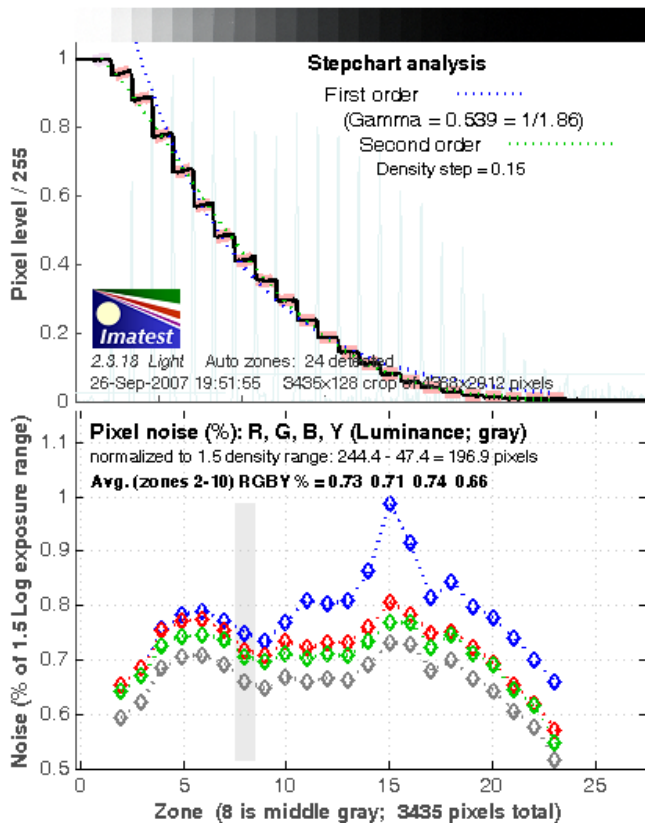 Stepchart analysis
First order
(Gamma = 0.539 = 1/1.86)
Second order
Density step = 0.15
1
0.8
0.6
0.4
0.2
0
Pixel level / 255
Imatest
2.3.18 Light Auto zones: 24 detected
26-Sep-2007 19:51:55 3435x128 crop of 4368x2912 pixels
Pixel noise (%): R, G, B, Y (Luminance; gray)
normalized to 1.5 density range: 244.4 - 47.4 = 196.9 pixels
Avg. (zones 2-10) RGBY % = 0.73 0.71 0.74 0.66
1.1
1
0.9
0.8
0.7
0.6
0.5
Noise (% of 1.5 Log exposure range)
0 5 10 15 20 25
Zone (8 is middle gray; 3435 pixels total)